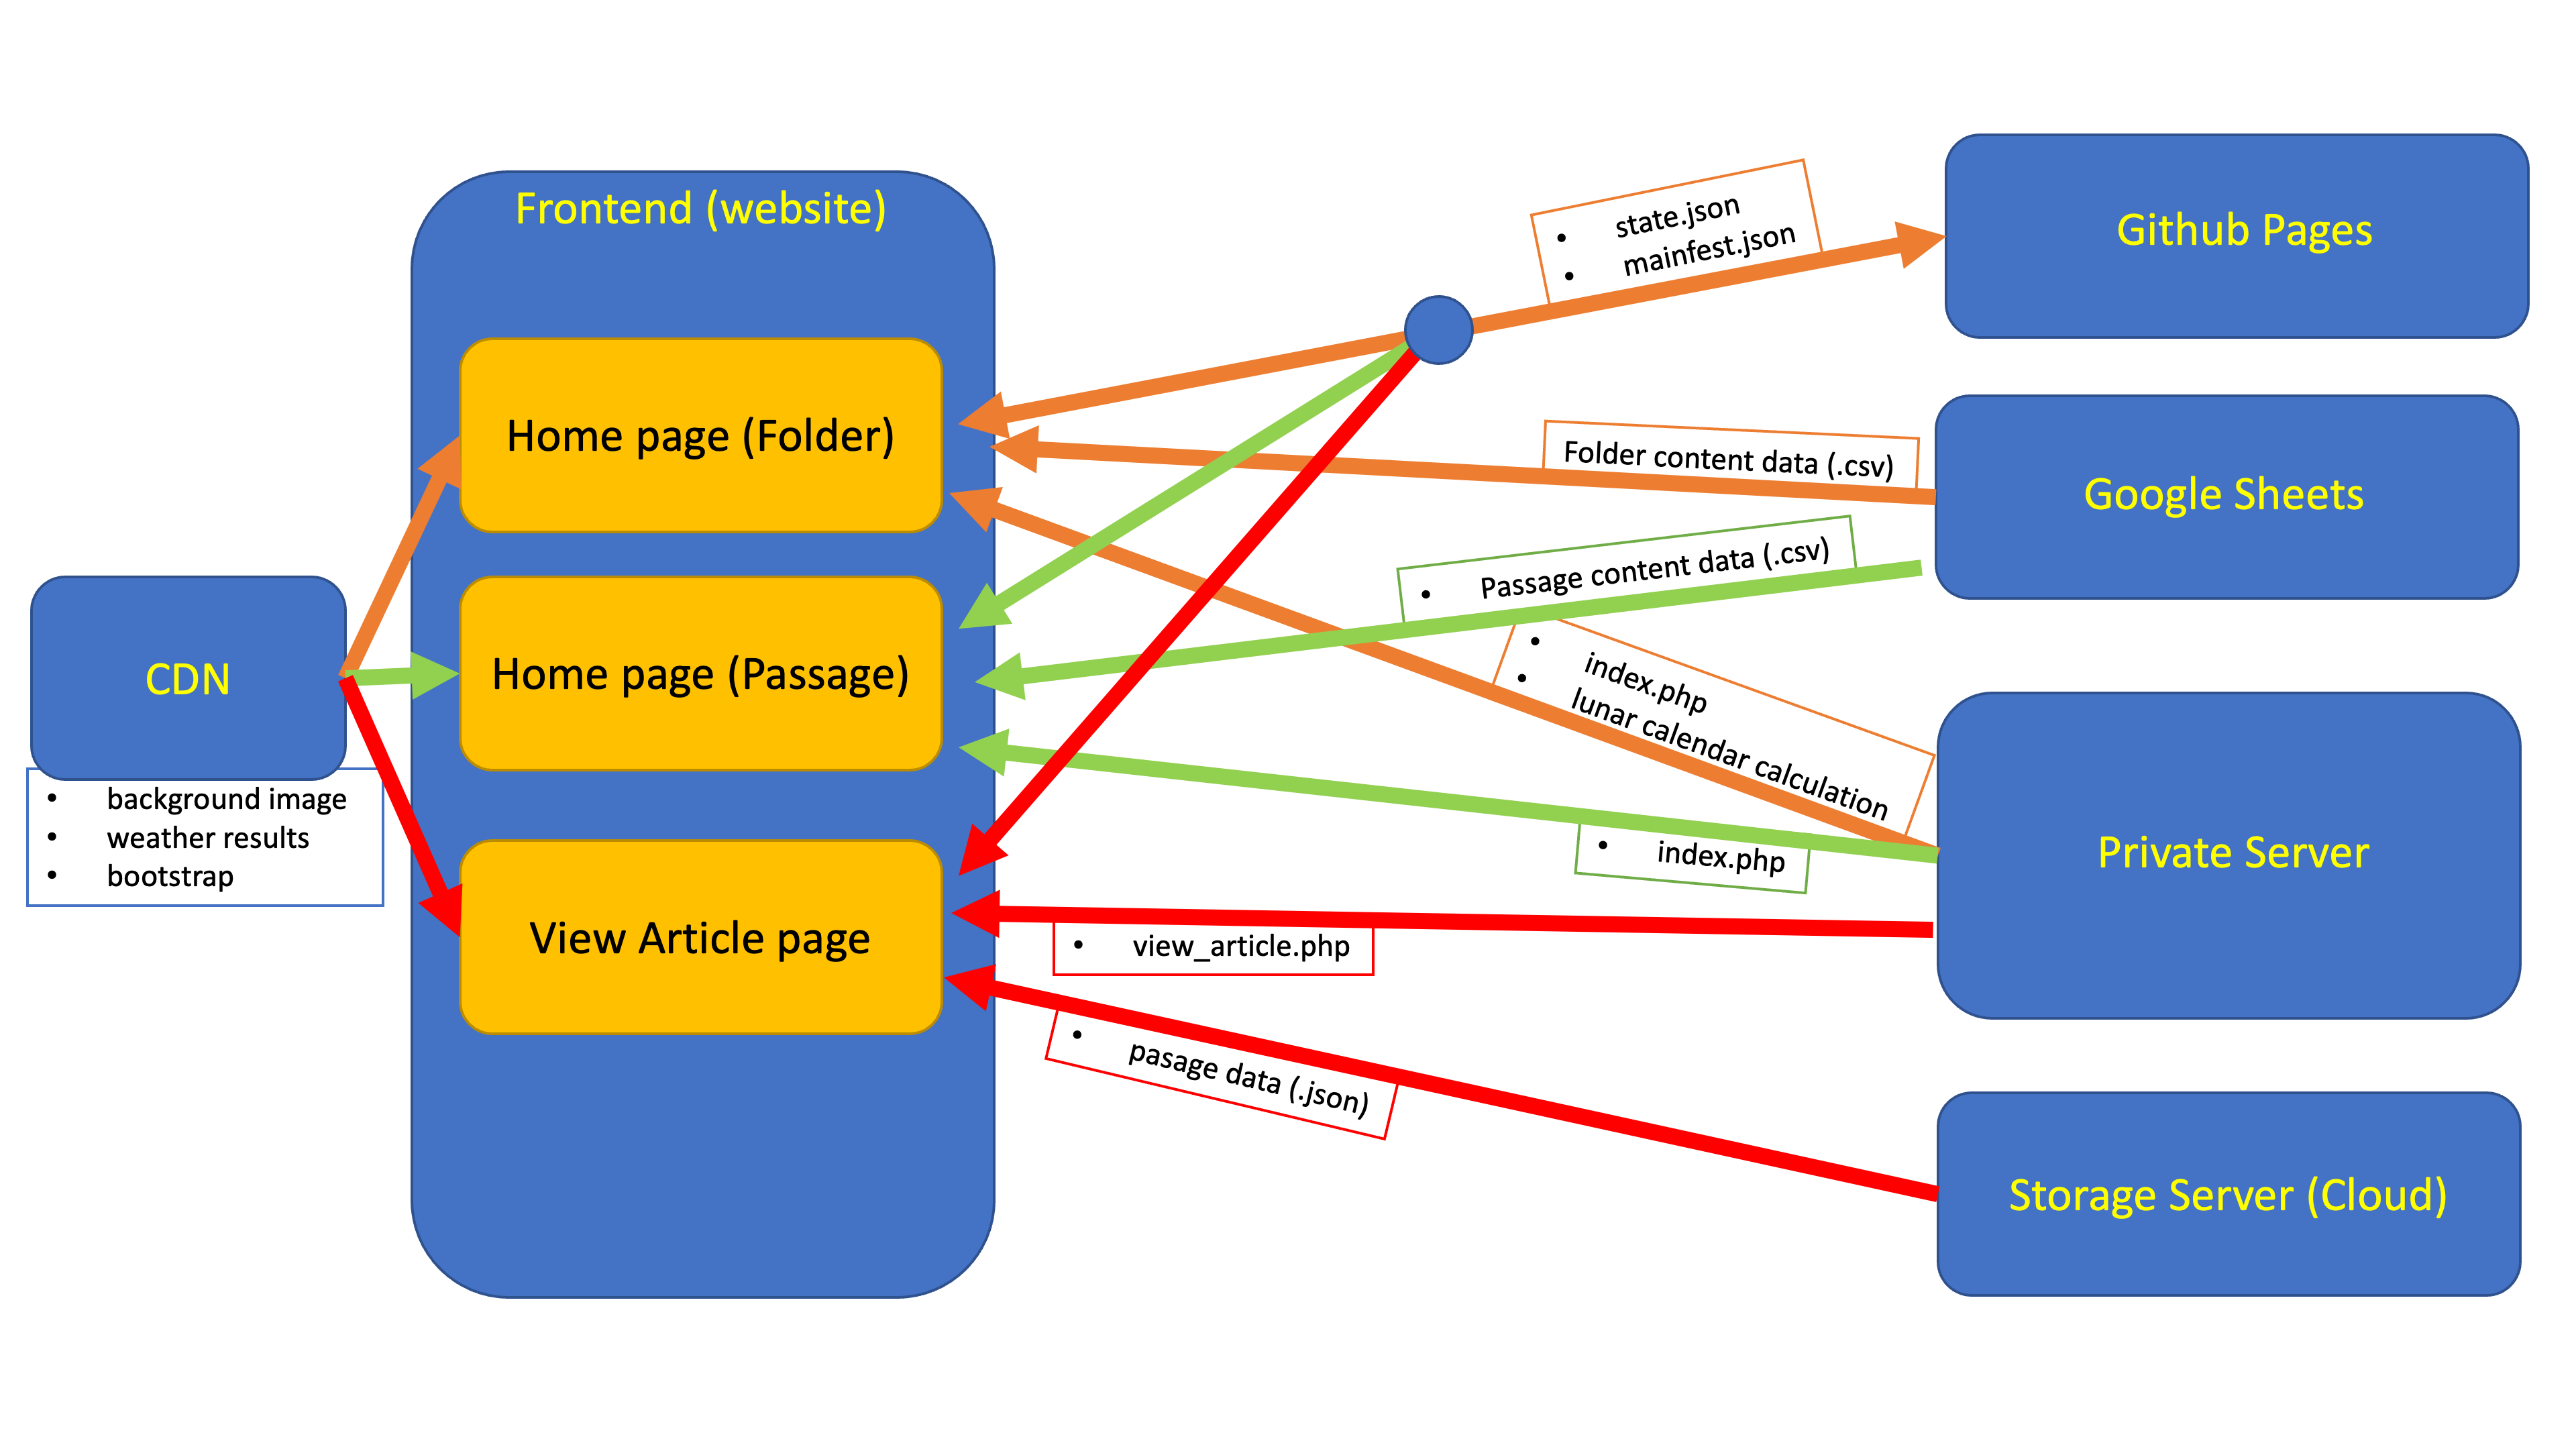 Frontend (website)
Home page (Folder)
Home page (Passage)
View Article page
CDN
• background image
• weather results
• bootstrap
• state.json
• mainfest.json
Folder content data (.csv)
• Passage content data (.csv)
• index.php
• lunar calendar calculation
• index.php
• view_article.php
• pasage data (.json)
Github Pages
Google Sheets
Private Server
Storage Server (Cloud)